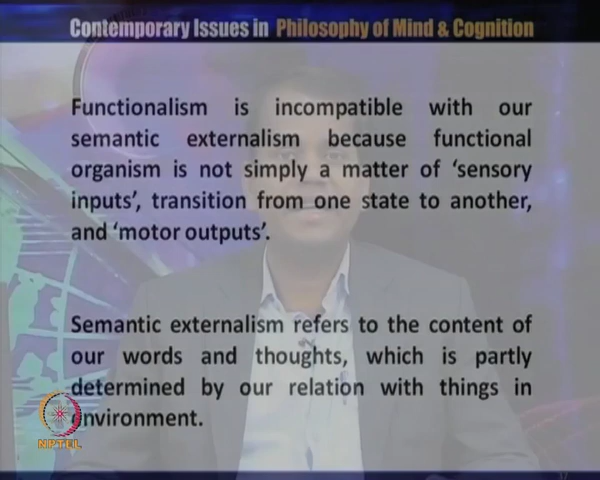 Contemporary Issues in Philosophy of Mind & Cognition
Functionalism is incompatible with our
semantic externalism because functional
organism is not simply a matter of ‘sensory
inputs’, transition from one state to another,
and ‘motor outputs’.
Semantic externalism refers to the content of
our words and thoughts, which is partly
determined by our relation with things in
environment.
NPTEL
37